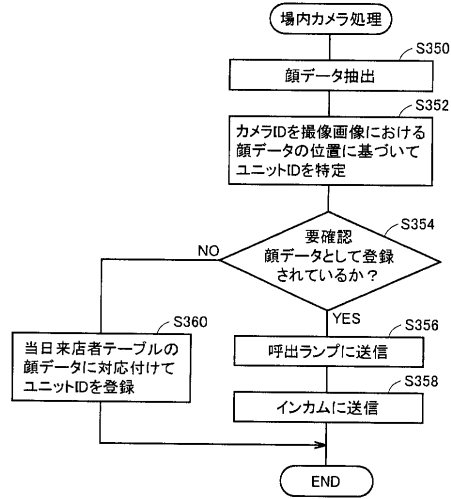 場内カメラ処理
S350
顔データ抽出
S352
カメラIDを撮像画像における
顔データの位置に基づいて
ユニットIDを特定
S354
要確認
顔データとして登録
されているか？
NO
YES
S356
呼出ランプに送信
S358
インカムに送信
S360
当日来店者テーブルの
顔データに対応付けて
ユニットIDを登録
END